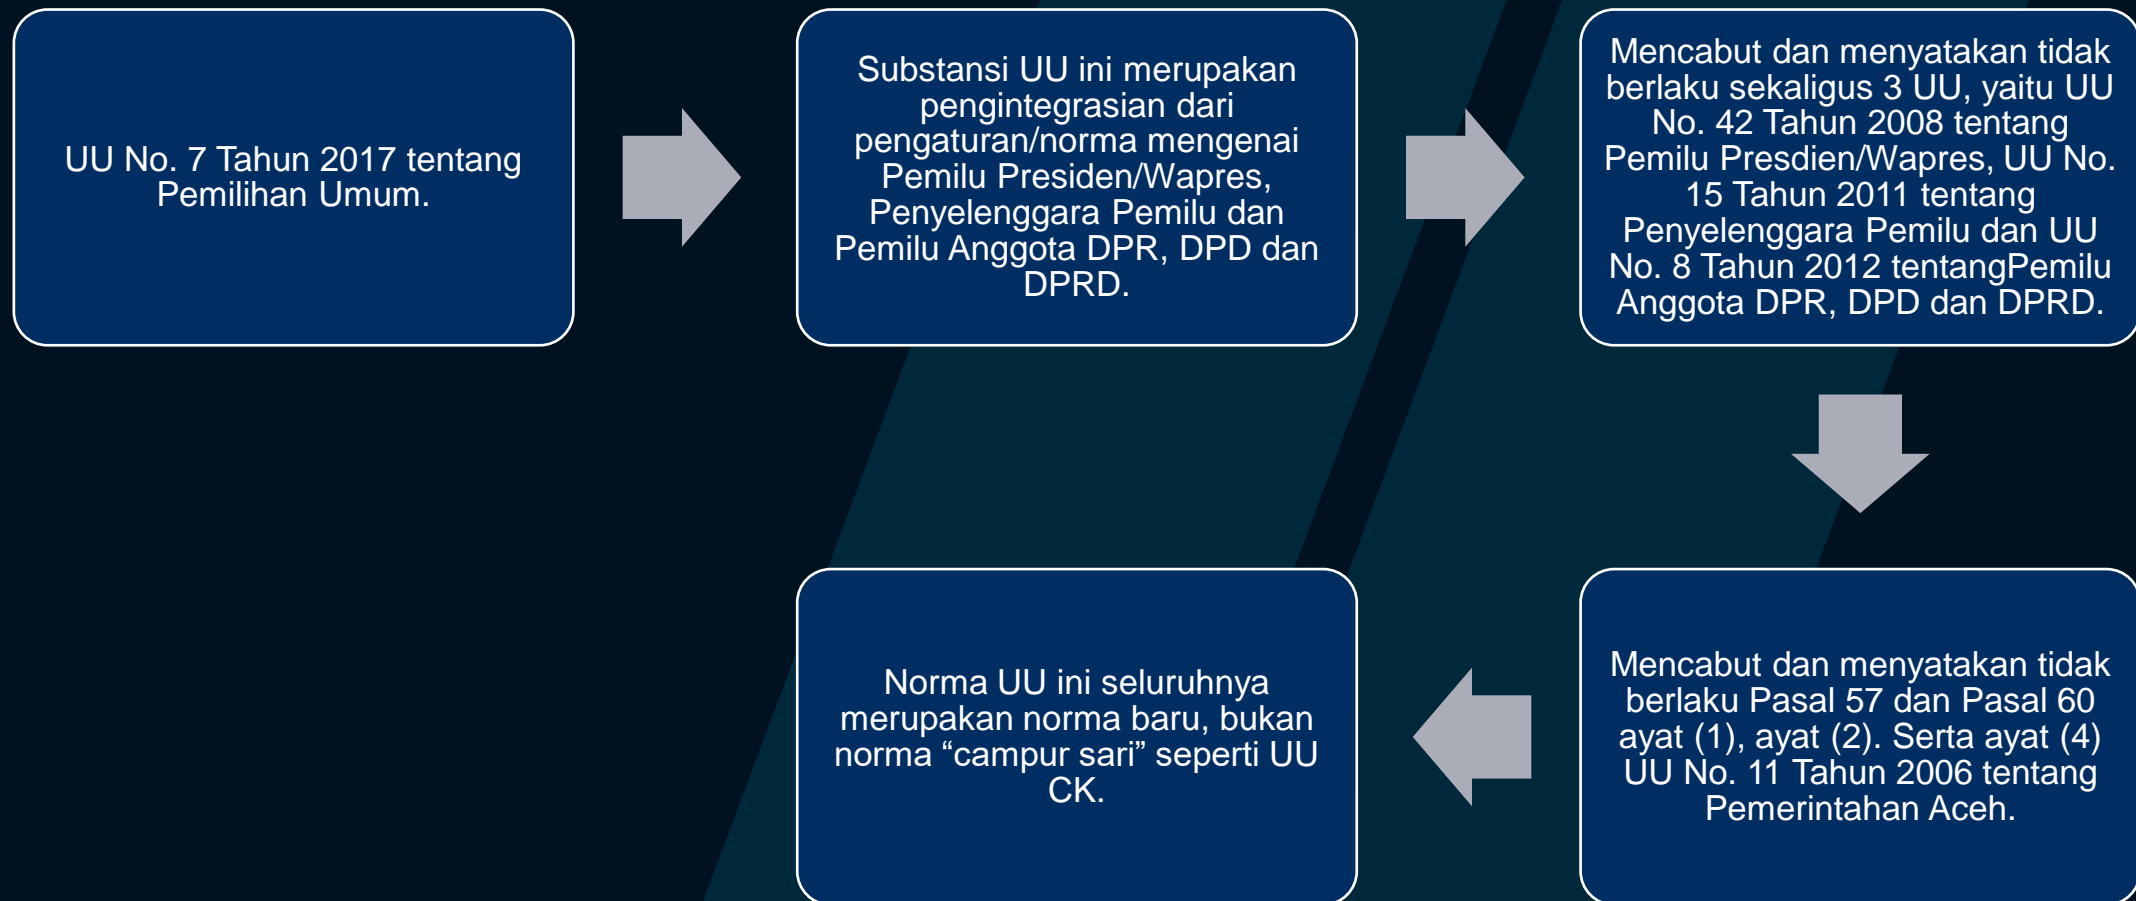 UU No. 7 Tahun 2017 tentang
Pemilihan Umum.
Substansi UU ini merupakan
pengintegrasian dari
pengaturan/norma mengenai
Pemilu Presiden/Wapres,
Penyelenggara Pemilu dan
Pemilu Anggota DPR, DPD dan
DPRD.
Mencabut dan menyatakan tidak
berlaku sekaligus 3 UU, yaitu UU
No. 42 Tahun 2008 tentang
Pemilu Presdien/Wapres, UU No.
15 Tahun 2011 tentang
Penyelenggara Pemilu dan UU
No. 8 Tahun 2012 tentangPemilu
Anggota DPR, DPD dan DPRD.
Mencabut dan menyatakan tidak
berlaku Pasal 57 dan Pasal 60
ayat (1), ayat (2). Serta ayat (4)
UU No. 11 Tahun 2006 tentang
Pemerintahan Aceh.
Norma UU ini seluruhnya
merupakan norma baru, bukan
norma “campur sari” seperti UU
CK.